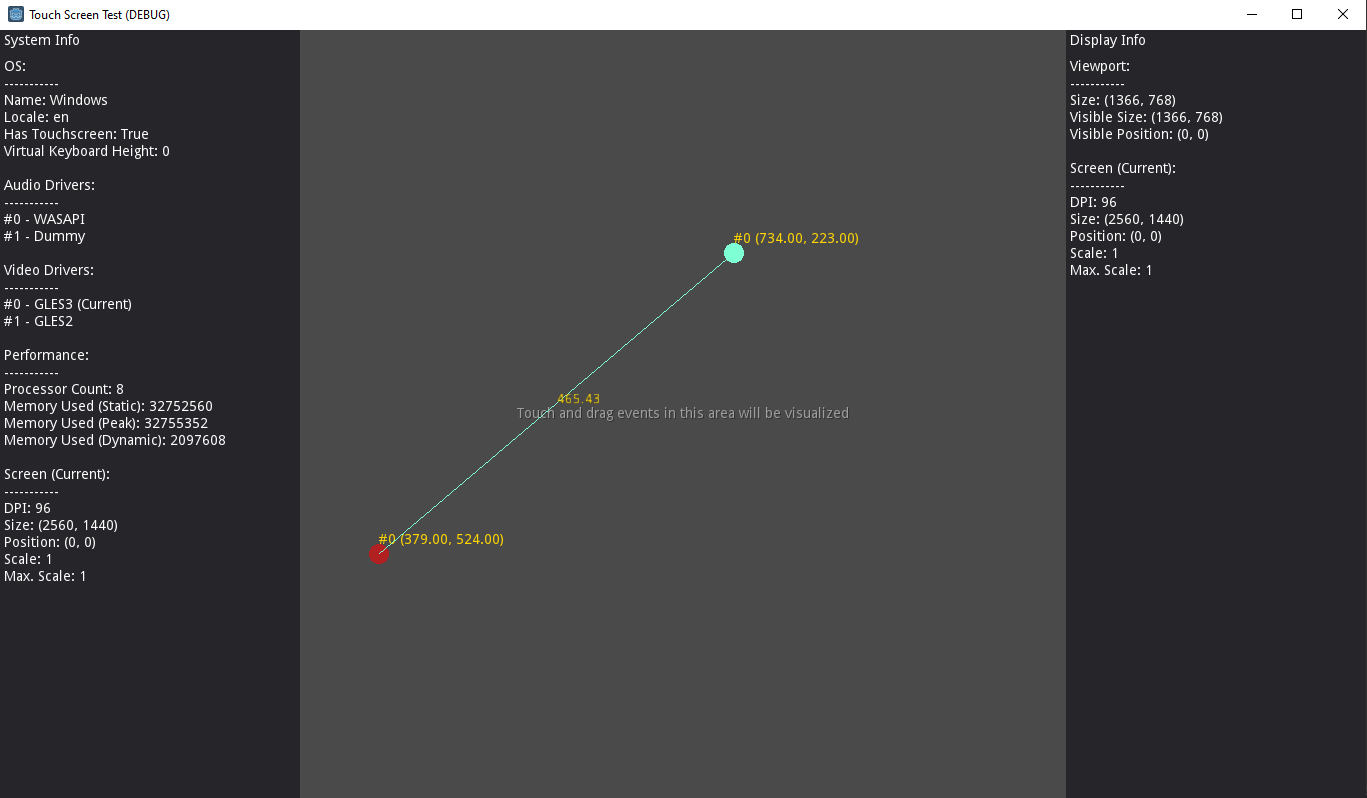 Touch Screen Test (DEBUG)
System Info
OS:
-----------
Name: Windows
Locale: en
Has Touchscreen: True
Virtual Keyboard Height: 0
Audio Drivers:
-----------
#0 - WASAPI
#1 - Dummy
Video Drivers:
-----------
#0 - GLES3 (Current)
#1 - GLES2
Performance:
-----------
Processor Count: 8
Memory Used (Static): 32752560
Memory Used (Peak): 32755352
Memory Used (Dynamic): 2097608
Screen (Current):
-----------
DPI: 96
Size: (2560, 1440)
Position: (0, 0)
Scale: 1
Max. Scale: 1
#0 (734.00, 223.00)
465.43
Touch and drag events in this area will be visualized
#0 (379.00, 524.00)
Display Info
Viewport:
-----------
Size: (1366, 768)
Visible Size: (1366, 768)
Visible Position: (0, 0)
Screen (Current):
-----------
DPI: 96
Size: (2560, 1440)
Position: (0, 0)
Scale: 1
Max. Scale: 1